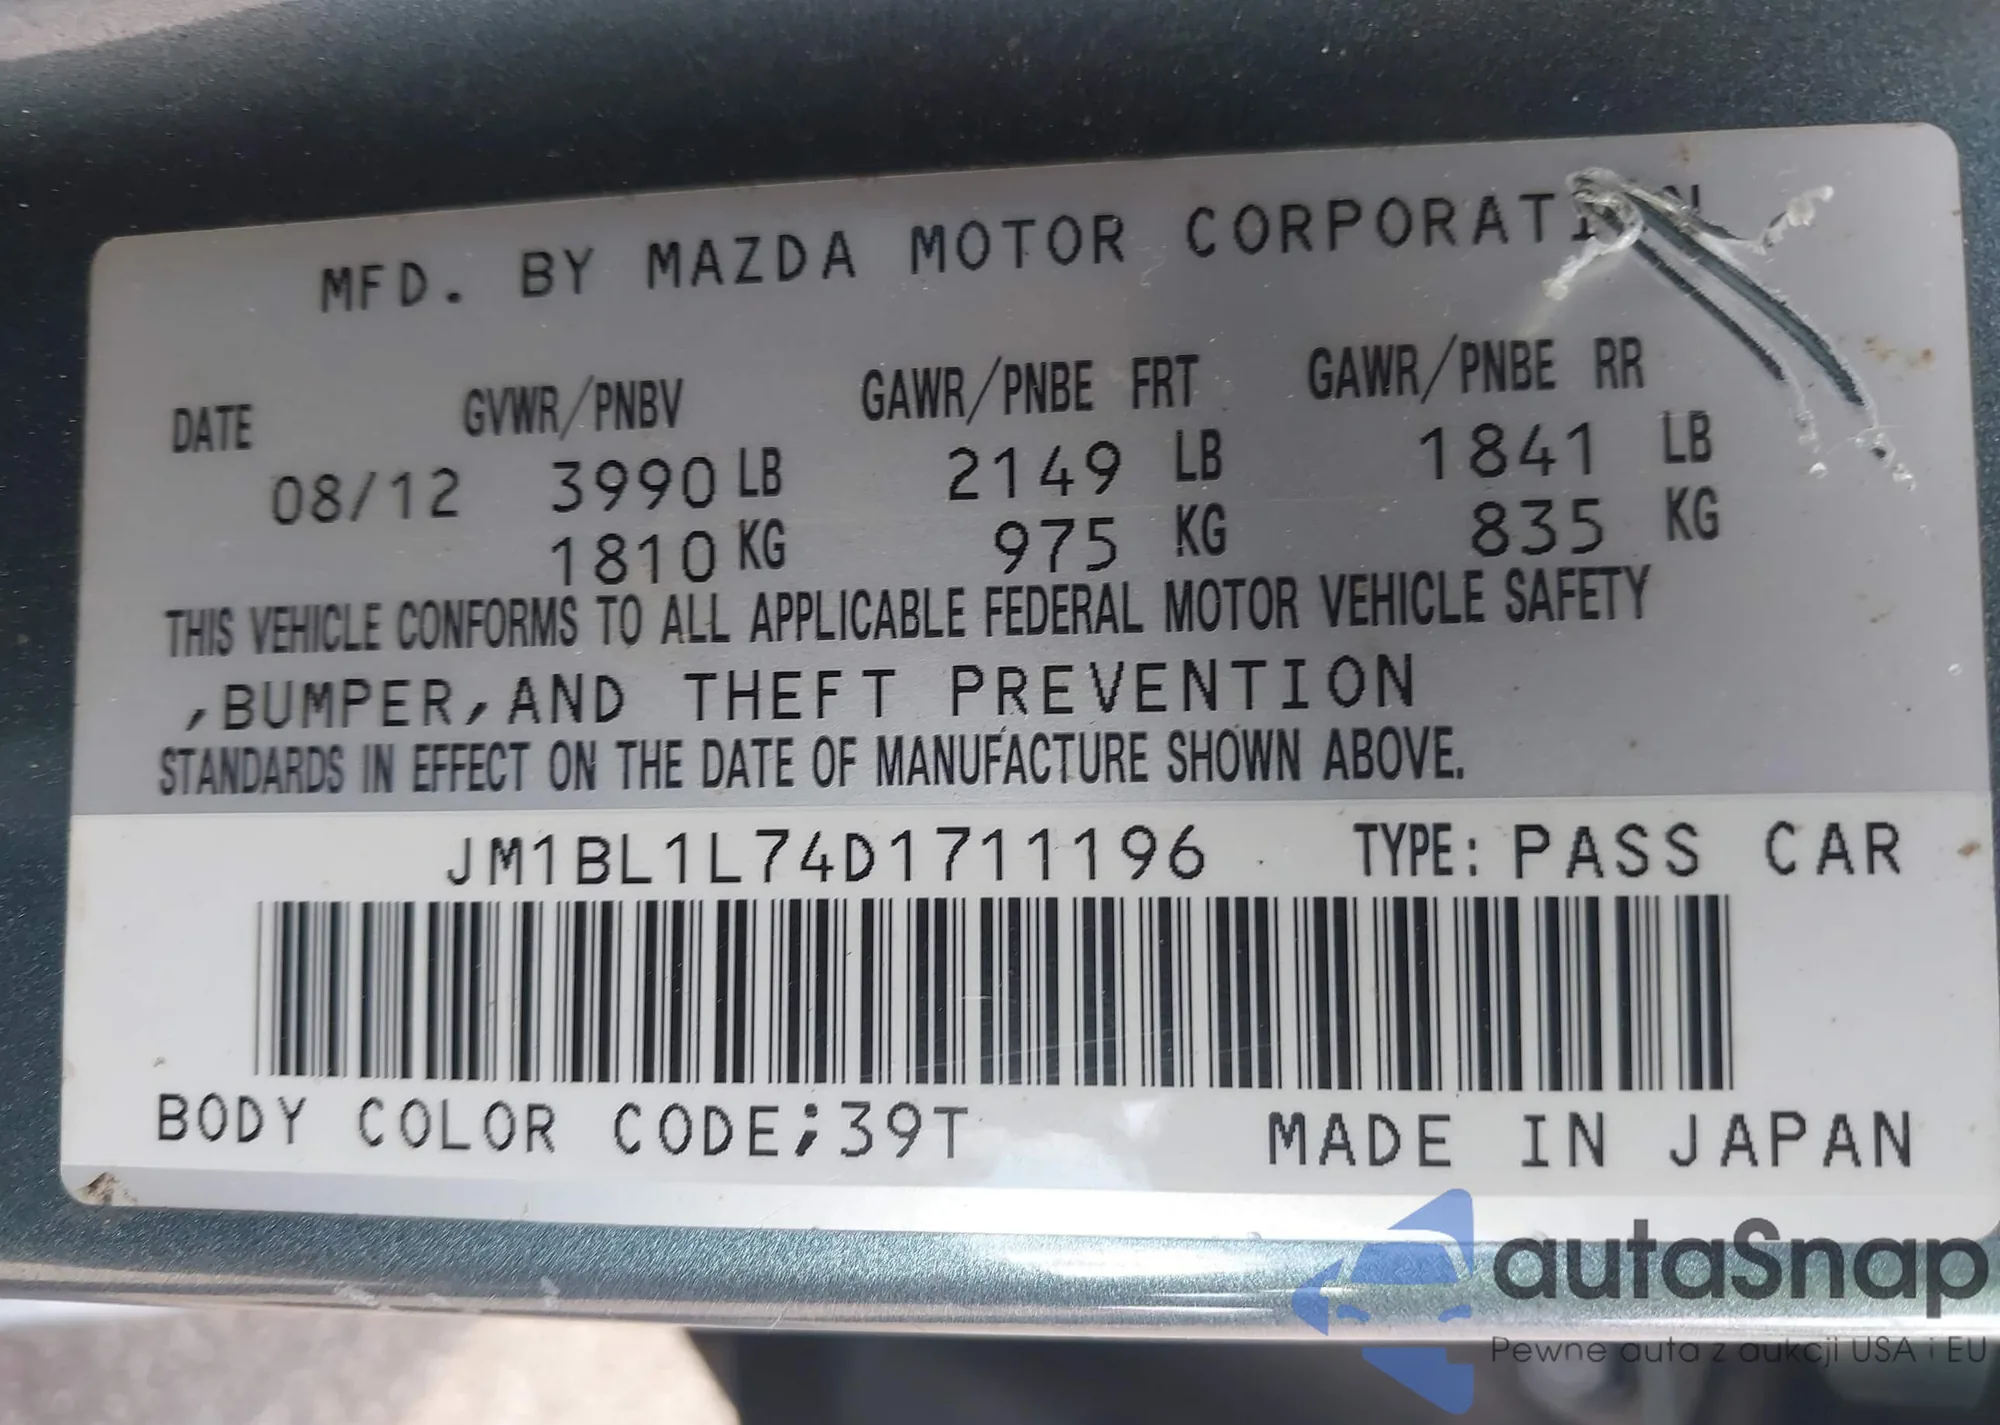 MFD. BY MAZDA MOTOR CORPORATION
DATE GVWR/PNBV GAWR/PNBE FRT GAWR/PNBE RR
08/12 3990 LB 2149 LB 1841 LB
1810 KG 975 KG 835 KG
THIS VEHICLE CONFORMS TO ALL APPLICABLE FEDERAL MOTOR VEHICLE SAFETY
,BUMPER,AND THEFT PREVENTION
STANDARDS IN EFFECT ON THE DATE OF MANUFACTURE SHOWN ABOVE.
JM1BL1L74D1711196 TYPE: PASS CAR
BODY COLOR CODE;39T MADE IN JAPAN
autaSnap
Pewne auta z aukcji USA i EU